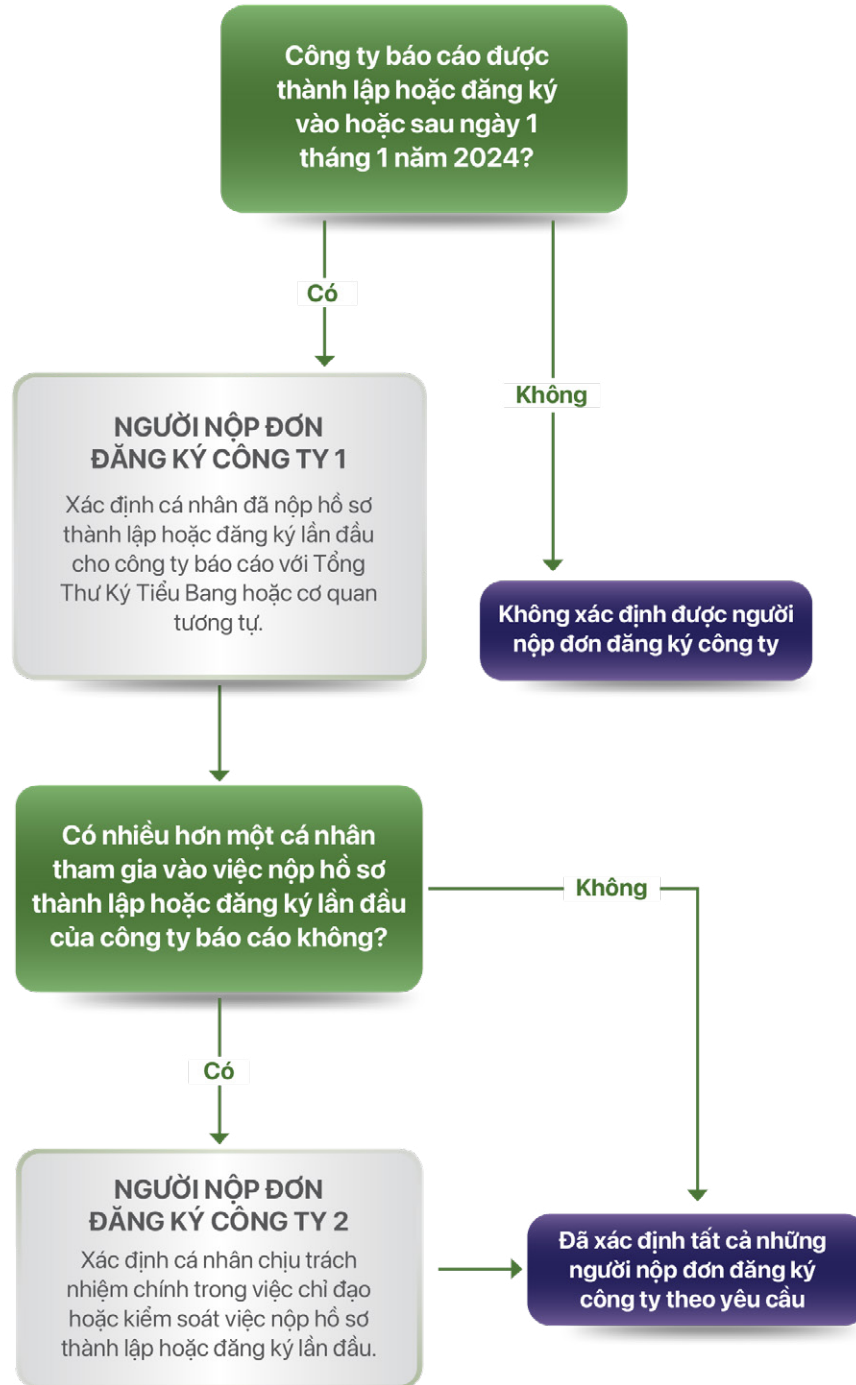 Công ty báo cáo được
thành lập hoặc đăng ký
vào hoặc sau ngày 1
tháng 1 năm 2024?
Có
Không
NGƯỜI NỘP ĐƠN
ĐĂNG KÝ CÔNG TY 1
Xác định cá nhân đã nộp hồ sơ
thành lập hoặc đăng ký lần đầu
cho công ty báo cáo với Tổng
Thư Ký Tiểu Bang hoặc cơ quan
tương tự.
Không xác định được người
nộp đơn đăng ký công ty
Có nhiều hơn một cá nhân
tham gia vào việc nộp hồ sơ
thành lập hoặc đăng ký lần đầu
của công ty báo cáo không?
Không
Có
NGƯỜI NỘP ĐƠN
ĐĂNG KÝ CÔNG TY 2
Xác định cá nhân chịu trách
nhiệm chính trong việc chỉ đạo
hoặc kiểm soát việc nộp hồ sơ
thành lập hoặc đăng ký lần đầu.
Đã xác định tất cả những
người nộp đơn đăng ký
công ty theo yêu cầu